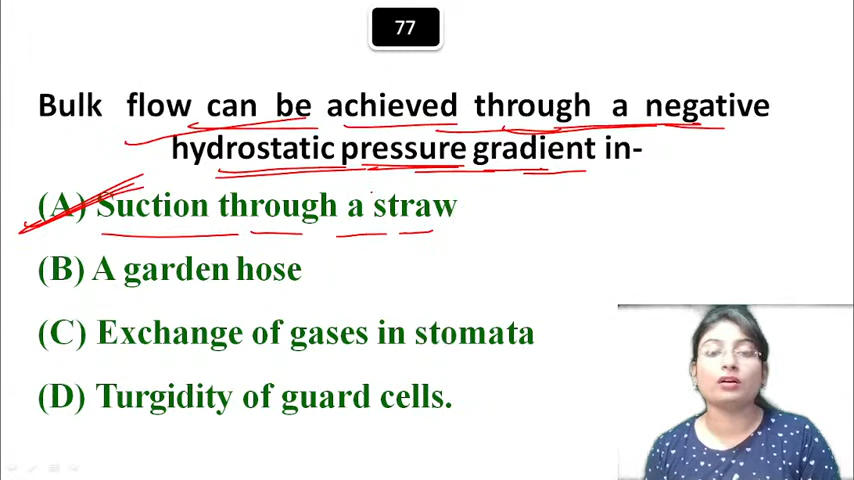 77
Bulk flow can be achieved through a negative
hydrostatic pressure gradient in-
(A) Suction through a straw
(B) A garden hose
(C) Exchange of gases in stomata
(D) Turgidity of guard cells.